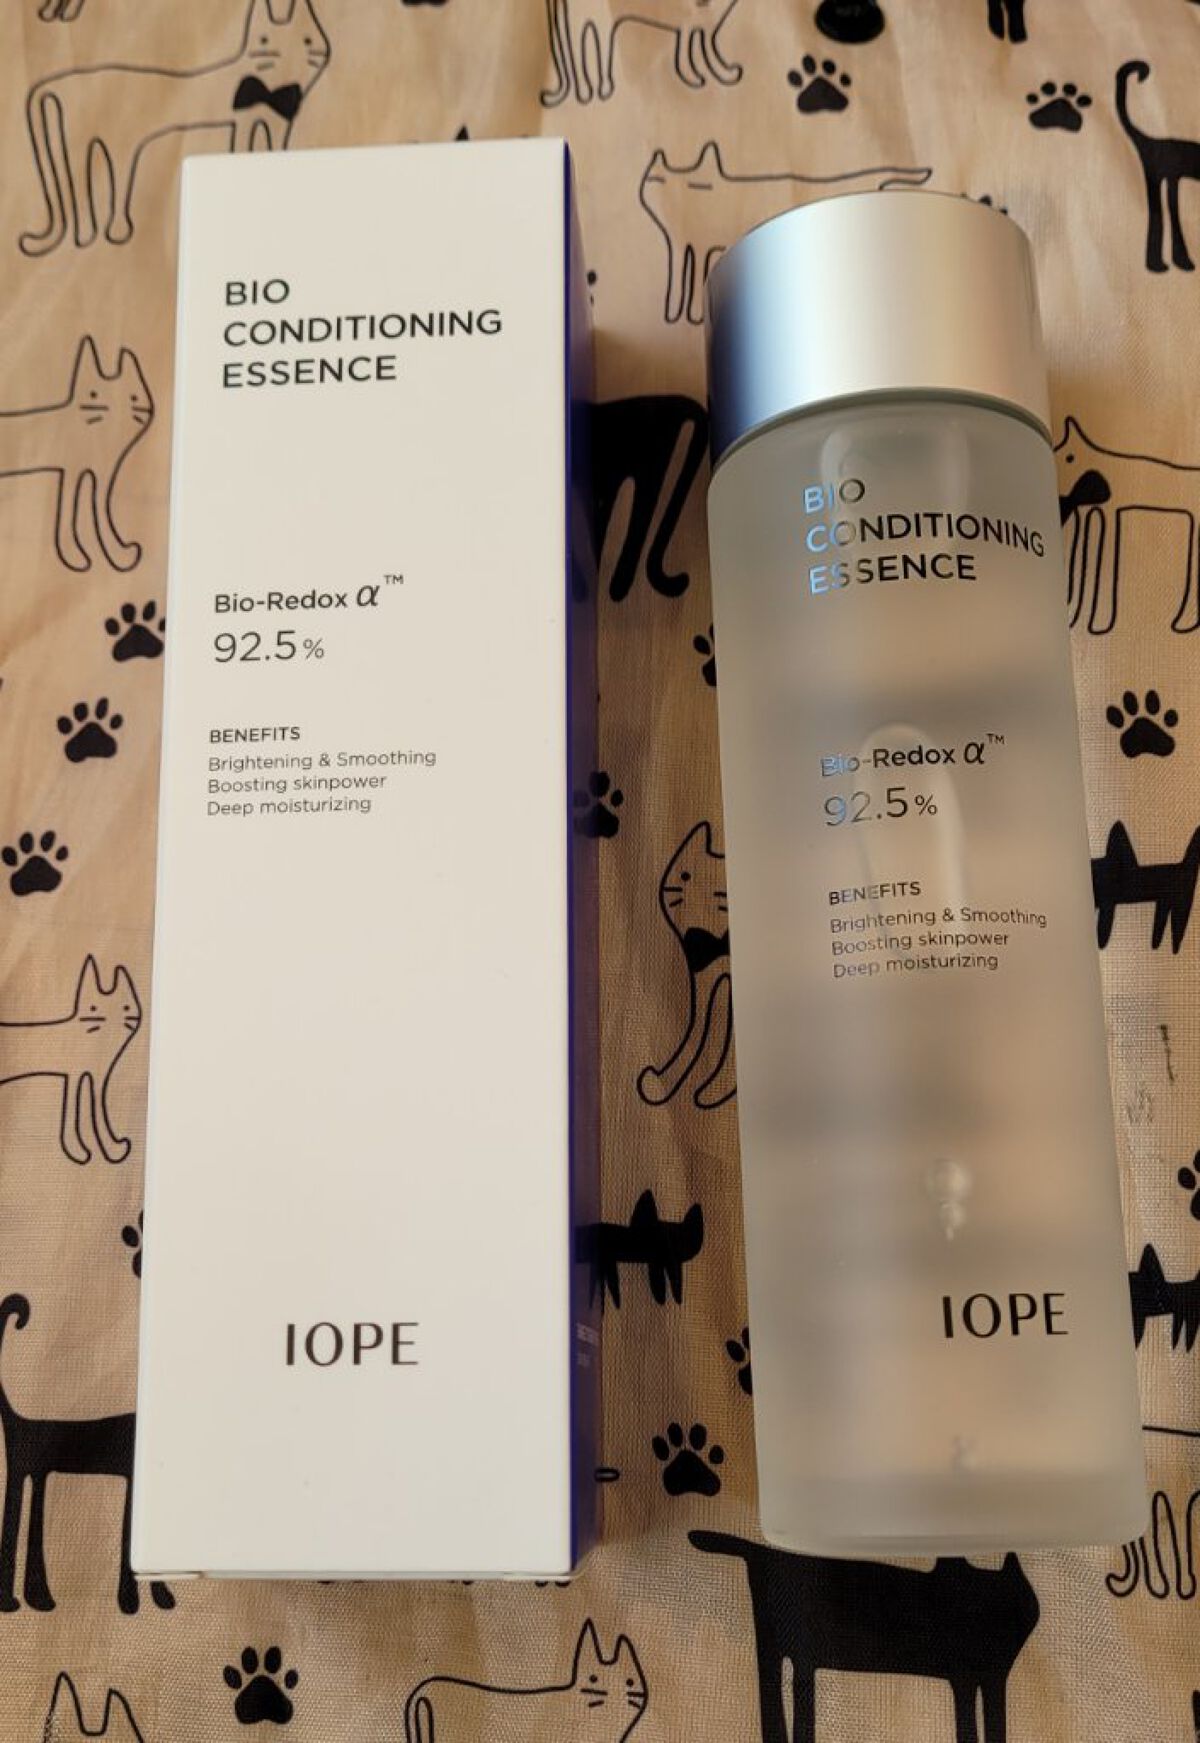 BIO
CONDITIONING
ESSENCE
Bio-Redox α™
92.5%
BENEFITS
Brightening & Smoothing
Boosting skinpower
Deep moisturizing
IOPE
BIO
CONDITIONING
ESSENCE
Bio-Redox α™
92.5%
BENEFITS
Brightening & Smoothing
Boosting skinpower
Deep moisturizing
IOPE